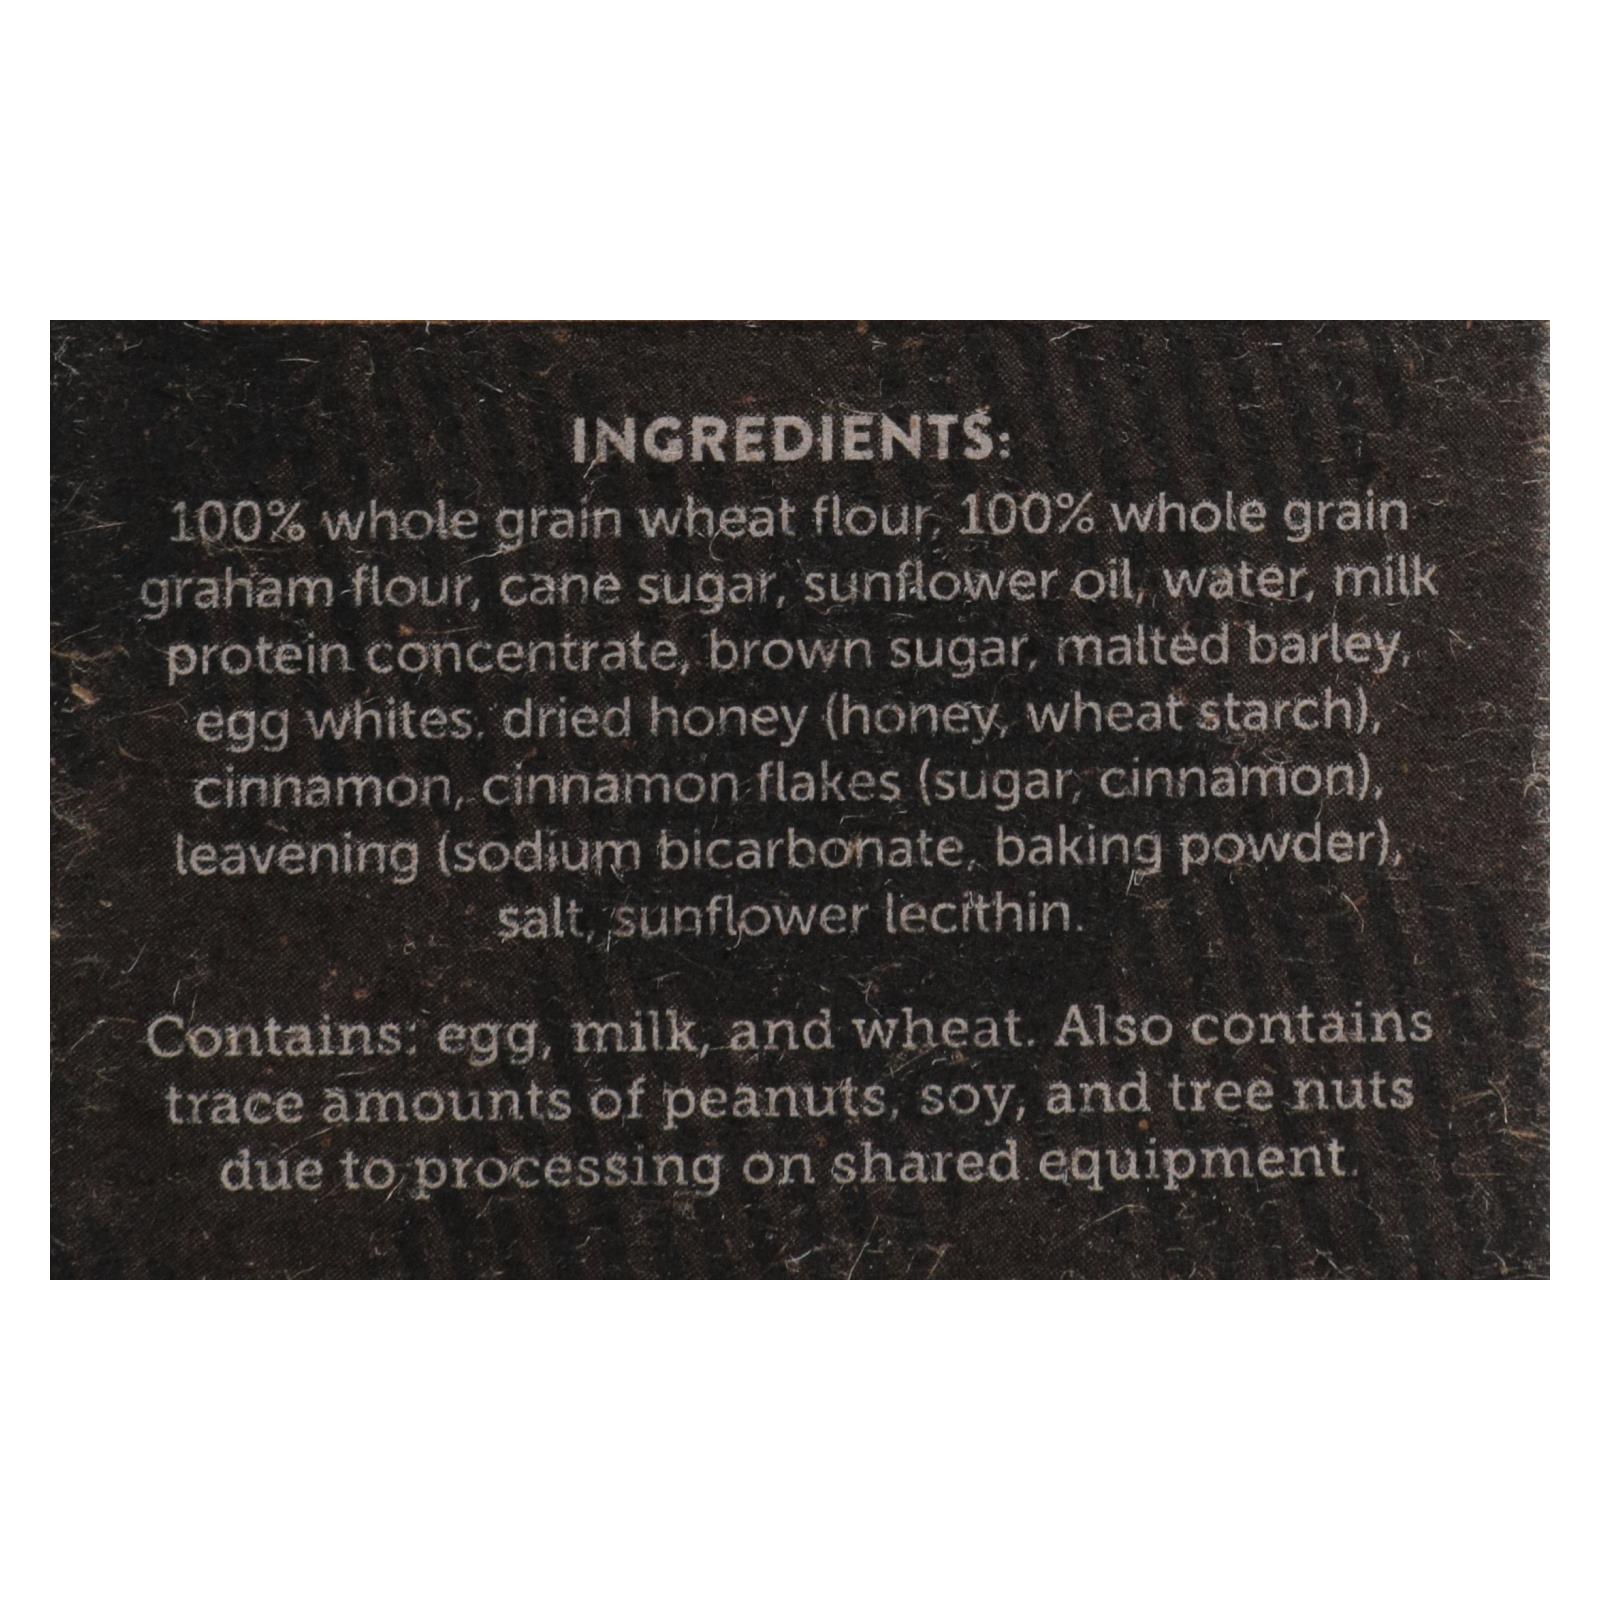 INGREDIENTS:
100% whole grain wheat flour, 100% whole grain
graham flour, cane sugar, sunflower oil, water, milk
protein concentrate, brown sugar, malted barley,
egg whites, dried honey (honey, wheat starch),
cinnamon, cinnamon flakes (sugar, cinnamon),
leavening (sodium bicarbonate, baking powder),
salt, sunflower lecithin.
Contains: egg, milk, and wheat. Also contains
trace amounts of peanuts, soy, and tree nuts
due to processing on shared equipment.